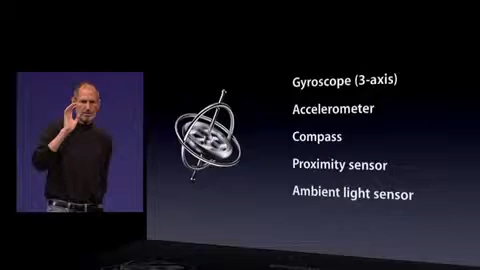 Gyroscope (3-axis)
Accelerometer
Compass
Proximity sensor
Ambient light sensor